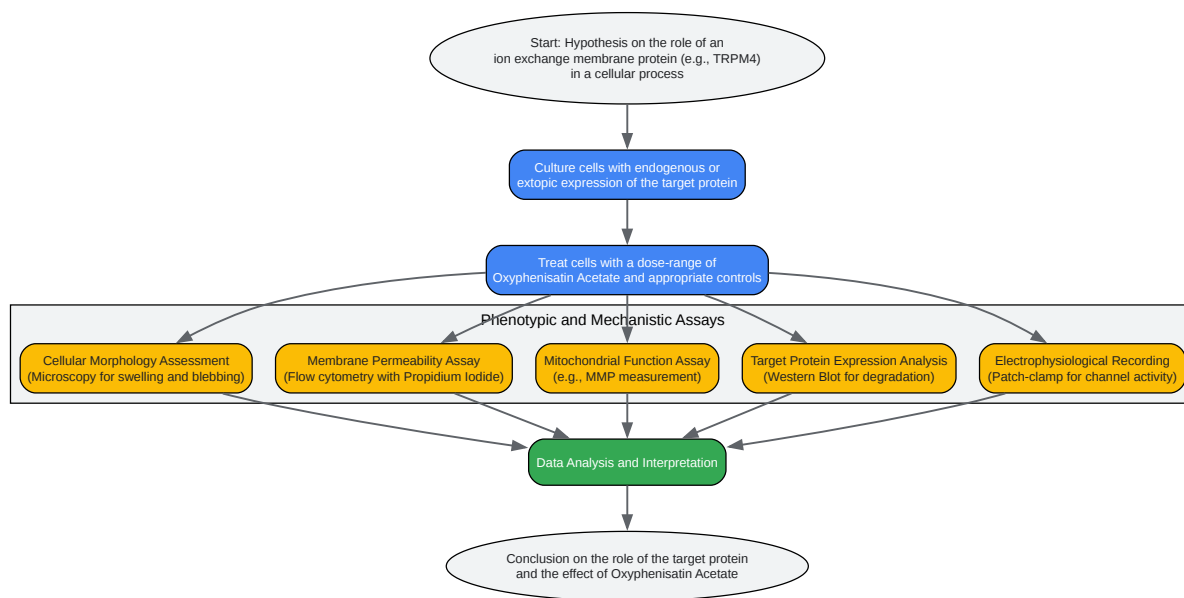 Start: Hypothesis on the role of an
ion exchange membrane protein (e.g., TRPM4)
in a cellular process
Culture cells with endogenous or
extopic expression of the target protein
Treat cells with a dose-range of
Oxyphenisatin Acetate and appropriate controls
Phenotypic and Mechanistic Assays
Cellular Morphology Assessment
(Microscopy for swelling and blebbing)
Membrane Permeability Assay
(Flow cytometry with Propidium Iodide)
Mitochondrial Function Assay
(e.g., MMP measurement)
Target Protein Expression Analysis
(Western Blot for degradation)
Electrophysiological Recording
(Patch-clamp for channel activity)
Data Analysis and Interpretation
Conclusion on the role of the target protein
and the effect of Oxyphenisatin Acetate